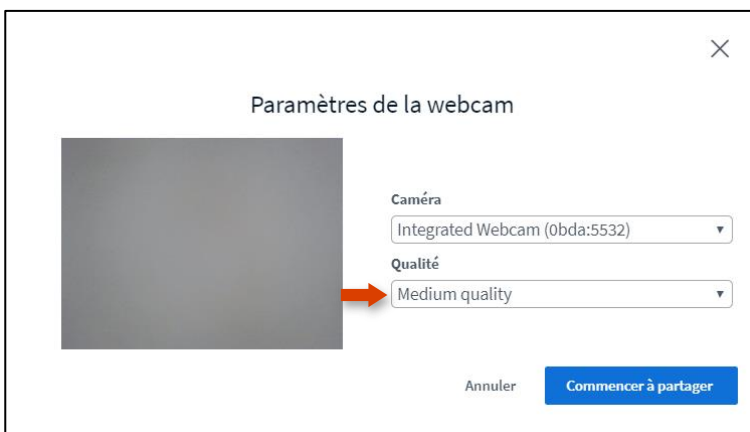 Paramètres de la webcam
Caméra
Integrated Webcam (0bda:5532)
Qualité
Medium quality
Annuler
Commencer à partager